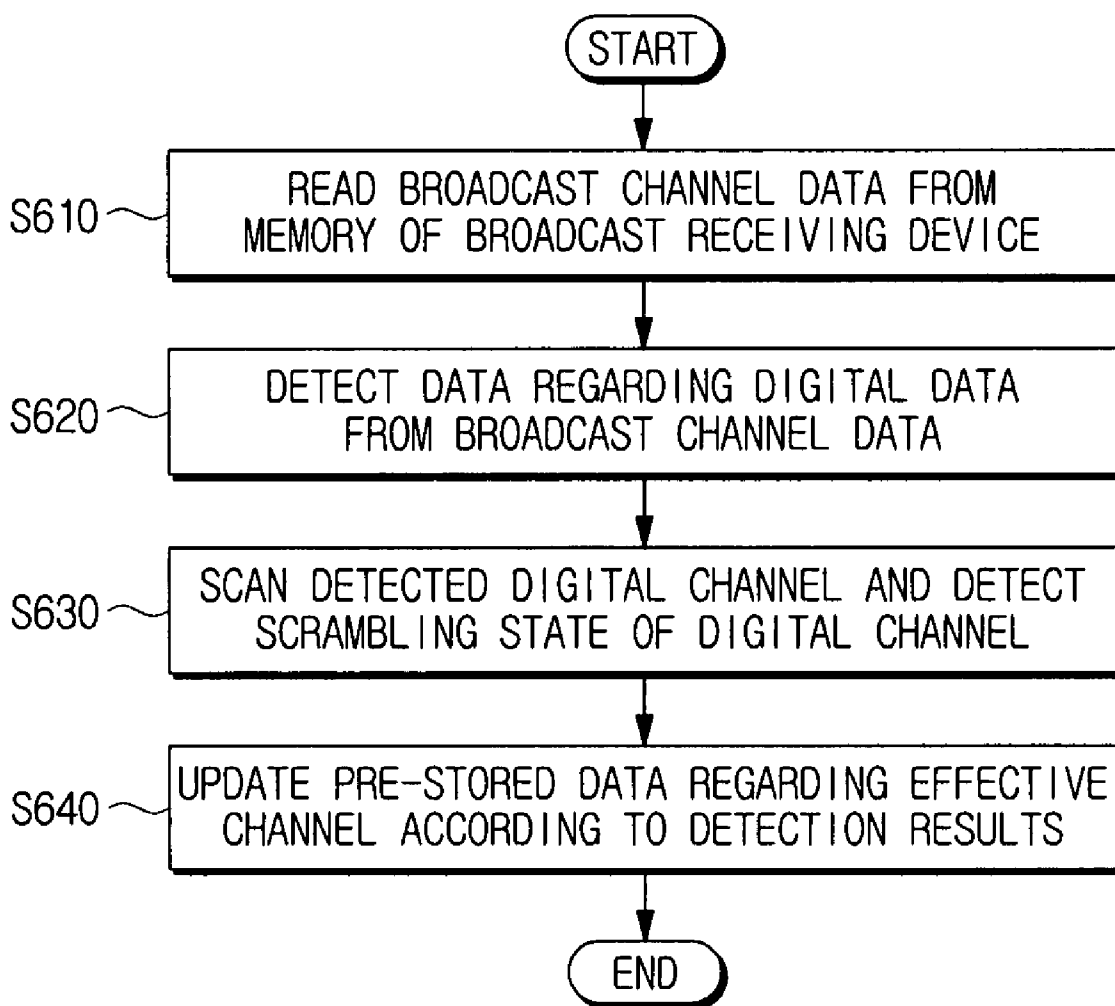 START
S610
READ BROADCAST CHANNEL DATA FROM
MEMORY OF BROADCAST RECEIVING DEVICE
S620
DETECT DATA REGARDING DIGITAL DATA
FROM BROADCAST CHANNEL DATA
S630
SCAN DETECTED DIGITAL CHANNEL AND DETECT
SCRAMBLING STATE OF DIGITAL CHANNEL
S640
UPDATE PRE-STORED DATA REGARDING EFFECTIVE
CHANNEL ACCORDING TO DETECTION RESULTS
END